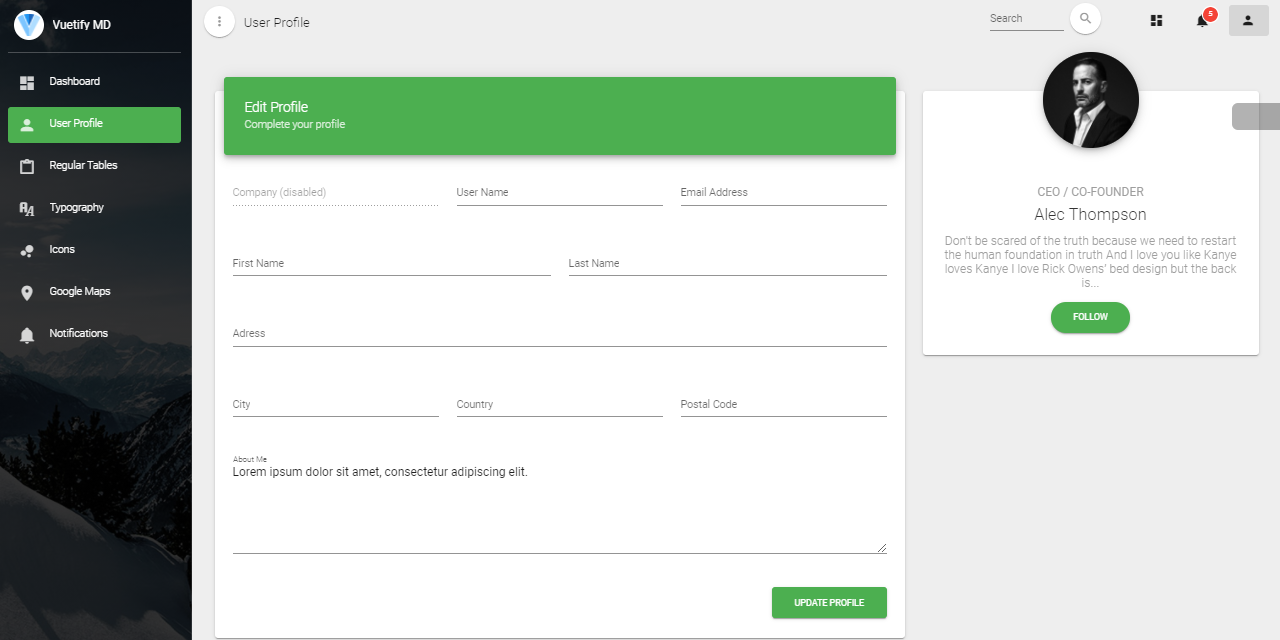 Vuetify MD
Dashboard
User Profile
Regular Tables
Typography
Icons
Google Maps
Notifications
User Profile
Search
5
Edit Profile
Complete your profile
Company (disabled)
User Name
Email Address
First Name
Last Name
Adress
City
Country
Postal Code
About Me
Lorem ipsum dolor sit amet, consectetur adipiscing elit.
UPDATE PROFILE
CEO / CO-FOUNDER
Alec Thompson
Don't be scared of the truth because we need to restart
the human foundation in truth And I love you like Kanye
loves Kanye I love Rick Owens' bed design but the back
is...
FOLLOW